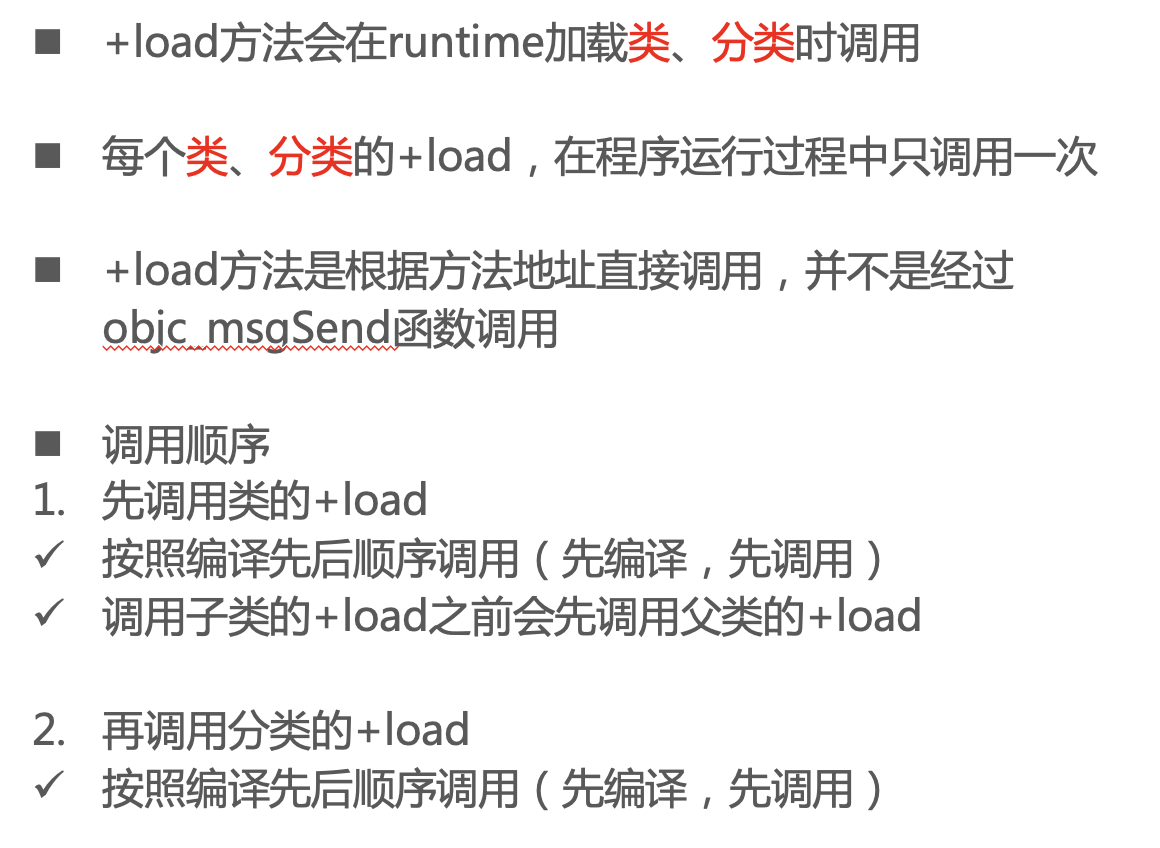 ■ +load方法会在runtime加载类、分类时调用
■ 每个类、分类的+load，在程序运行过程中只调用一次
■ +load方法是根据方法地址直接调用，并不是经过
objc_msgSend函数调用
■ 调用顺序
1. 先调用类的+load
✓ 按照编译先后顺序调用（先编译，先调用）
✓ 调用子类的+load之前会先调用父类的+load
2. 再调用分类的+load
✓ 按照编译先后顺序调用（先编译，先调用）